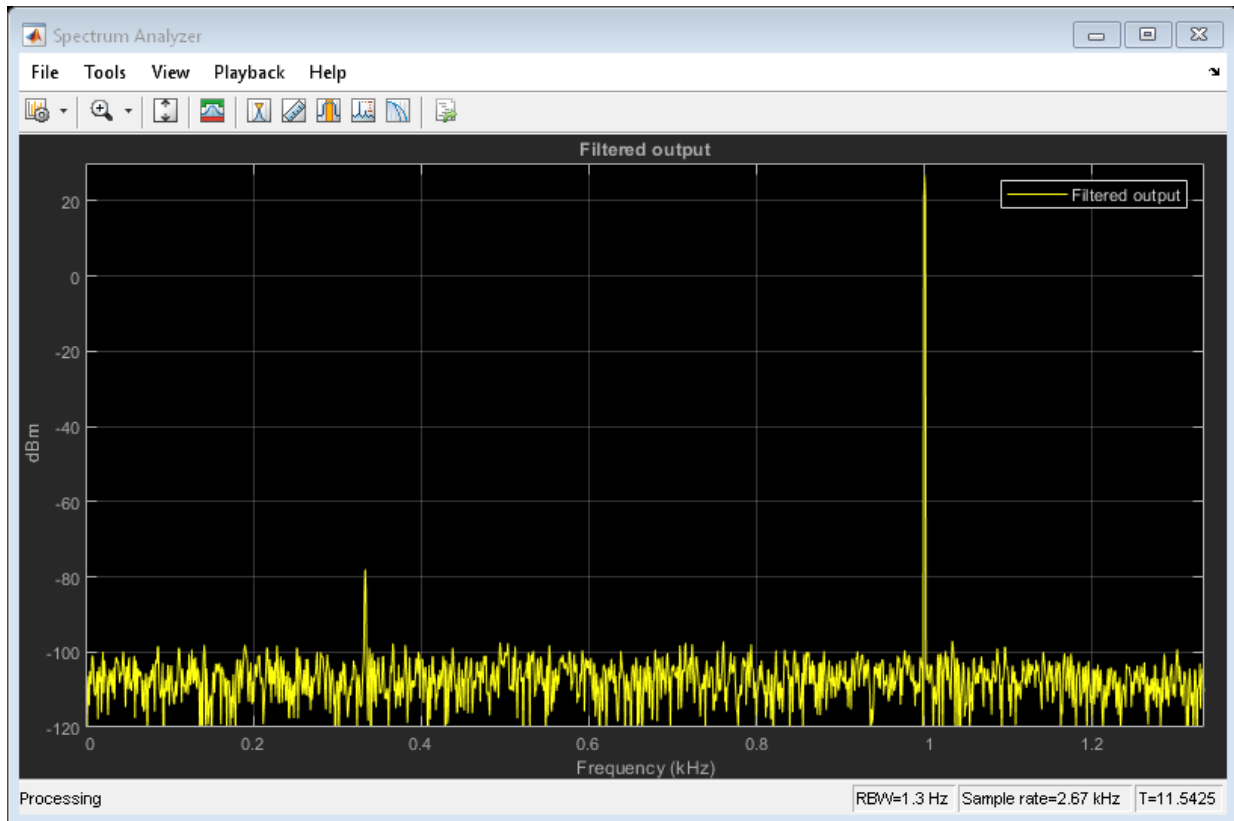 Spectrum Analyzer
File Tools View Playback Help
Filtered output
Filtered output
20
0
-20
-40
-60
-80
-100
-120
dBm
0 0.2 0.4 0.6 0.8 1 1.2
Frequency (kHz)
Processing RBW=1.3 Hz Sample rate=2.67 kHz T=11.5425